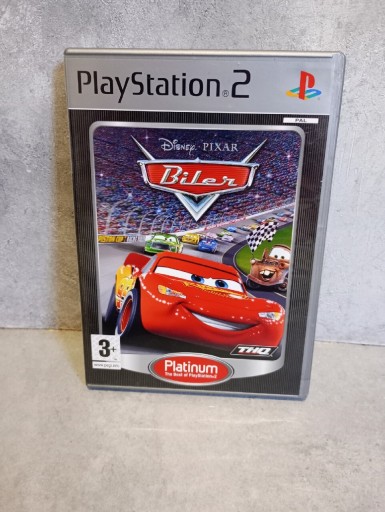 PlayStation®2
PAL
Disney · PIXAR
Biler
3+
THQ
Platinum
The Best of PlayStation®2